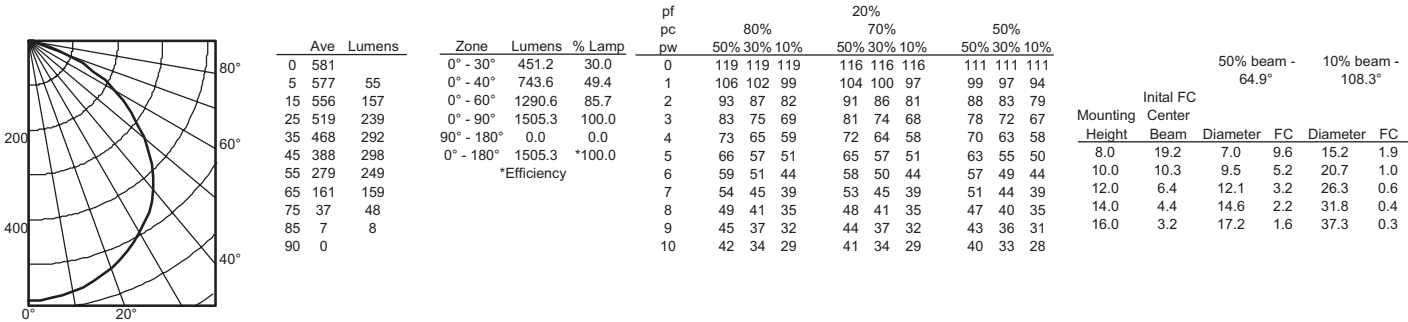 200
400
0°
20°
40°
60°
80°
Ave Lumens
0 581
5 577 55
15 556 157
25 519 239
35 468 292
45 388 298
55 279 249
65 161 159
75 37 48
85 7 8
90 0
Zone Lumens % Lamp
0° - 30° 451.2 30.0
0° - 40° 743.6 49.4
0° - 60° 1290.6 85.7
0° - 90° 1505.3 100.0
90° - 180° 0.0 0.0
0° - 180° 1505.3 *100.0
*Efficiency
pf 20%
pc 80% 70% 50%
pw 50% 30% 10% 50% 30% 10% 50% 30% 10%
0 119 119 119 116 116 116 111 111 111
1 106 102 99 104 100 97 99 97 94
2 93 87 82 91 86 81 88 83 79
3 83 75 69 81 74 68 78 72 67
4 73 65 59 72 64 58 70 63 58
5 66 57 51 65 57 51 63 55 50
6 59 51 44 58 50 44 57 49 44
7 54 45 39 53 45 39 51 44 39
8 49 41 35 48 41 35 47 40 35
9 45 37 32 44 37 32 43 36 31
10 42 34 29 41 34 29 40 33 28
50% beam - 10% beam -
64.9° 108.3°
Inital FC
Mounting Center
Height Beam Diameter FC Diameter FC
8.0 19.2 7.0 9.6 15.2 1.9
10.0 10.3 9.5 5.2 20.7 1.0
12.0 6.4 12.1 3.2 26.3 0.6
14.0 4.4 14.6 2.2 31.8 0.4
16.0 3.2 17.2 1.6 37.3 0.3